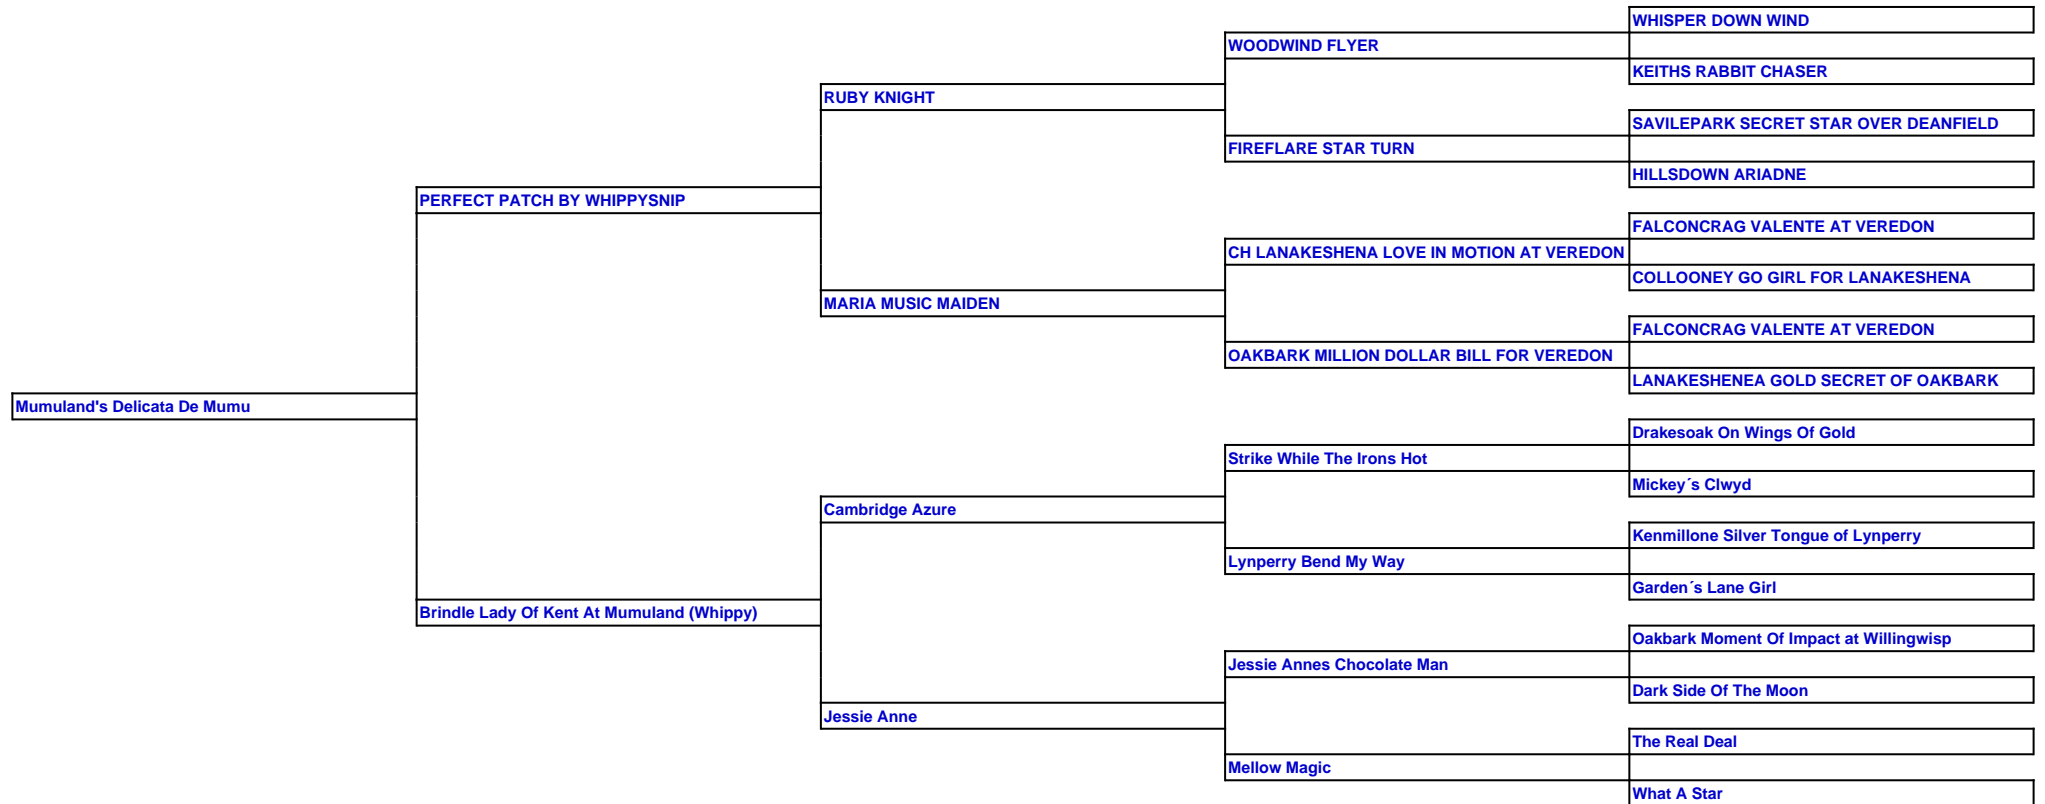 WHISPER DOWN WIND
WOODWIND FLYER
KEITHS RABBIT CHASER
RUBY KNIGHT
SAVILEPARK SECRET STAR OVER DEANFIELD
FIREFLARE STAR TURN
HILLSDOWN ARIADNE
PERFECT PATCH BY WHIPPYSNIP
FALCONCRAG VALENTE AT VEREDON
CH LANAKESHENA LOVE IN MOTION AT VEREDON
COLLOONEY GO GIRL FOR LANAKESHENA
MARIA MUSIC MAIDEN
FALCONCRAG VALENTE AT VEREDON
OAKBARK MILLION DOLLAR BILL FOR VEREDON
LANAKESHENEA GOLD SECRET OF OAKBARK
Mumuland's Delicata De Mumu
Drakesoak On Wings Of Gold
Strike While The Irons Hot
Mickey´s Clwyd
Cambridge Azure
Kenmillone Silver Tongue of Lynperry
Lynperry Bend My Way
Garden´s Lane Girl
Brindle Lady Of Kent At Mumuland (Whippy)
Oakbark Moment Of Impact at Willingwisp
Jessie Annes Chocolate Man
Dark Side Of The Moon
Jessie Anne
The Real Deal
Mellow Magic
What A Star